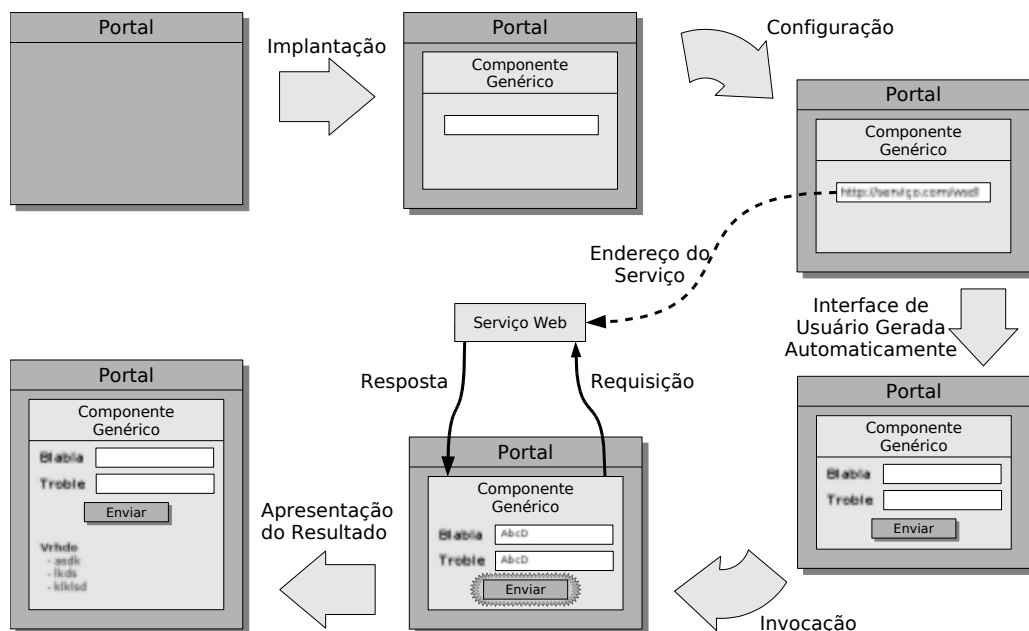 Portal
Implantação
Portal
Componente
Genérico
Configuração
Portal
Componente
Genérico
http://serviço.com/wsdl
Endereço do
Serviço
Serviço Web
Interface de
Usuário Gerada
Automaticamente
Portal
Componente
Genérico
Blabla
Troble
Enviar
Invocação
Resposta
Requisição
Portal
Componente
Genérico
Blabla
AbcD
Troble
AbcD
Enviar
Apresentação
do Resultado
Portal
Componente
Genérico
Blabla
Troble
Enviar
Vrhdo
- asdk
- lkds
- klklsd